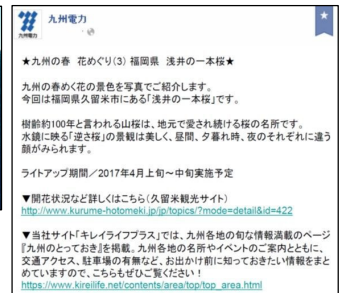 九州電力
九州電力
★九州の春　花めぐり(3) 福岡県　浅井の一本桜★
九州の春めく花の景色を写真でご紹介します。
今回は福岡県久留米市にある「浅井の一本桜」です。
樹齢約100年と言われる山桜は、地元で愛され続ける桜の名所です。
水鏡に映る「逆さ桜」の景観は美しく、昼間、夕暮れ時、夜のそれぞれに違う
顔がみられます。
ライトアップ期間／2017年4月上旬～中旬実施予定
▼開花状況など詳しくはこちら(久留米観光サイト)
http://www.kurume-hotomeki.jp/jp/topics/?mode=detail&id=422
▼当社サイト「キレイライフプラス」では、九州各地の旬な情報満載のページ
『九州のとっておき』を掲載。九州各地の名所やイベントのご案内とともに、
交通アクセス、駐車場の有無など、お出かけ前に知っておきたい情報をまと
めていますので、こちらもぜひご覧ください！
https://www.kireilife.net/contents/area/top/top_area.html